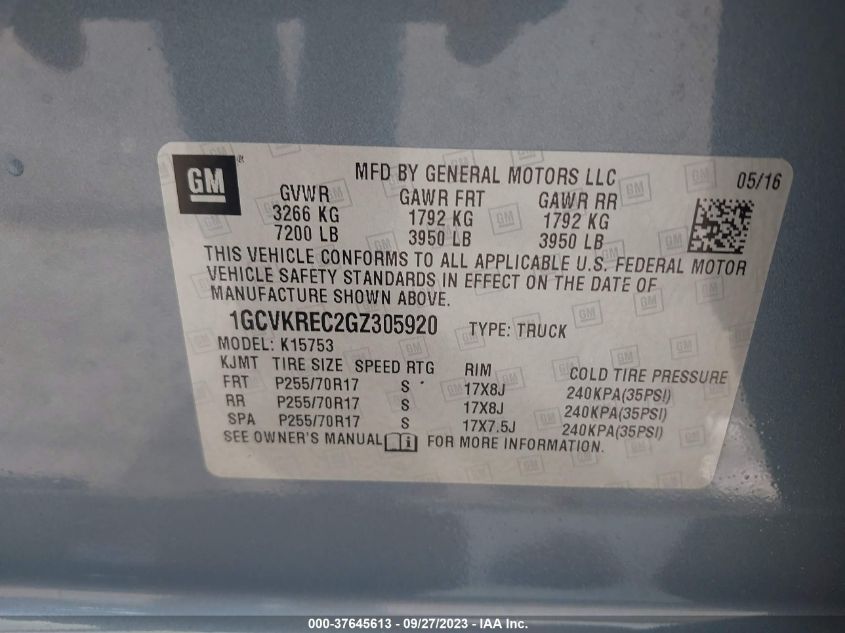 GM
MFD BY GENERAL MOTORS LLC
05/16
GVWR GAWR FRT GAWR RR
3266 KG 1792 KG 1792 KG
7200 LB 3950 LB 3950 LB
THIS VEHICLE CONFORMS TO ALL APPLICABLE U.S. FEDERAL MOTOR
VEHICLE SAFETY STANDARDS IN EFFECT ON THE DATE OF
MANUFACTURE SHOWN ABOVE.
1GCVKREC2GZ305920 TYPE: TRUCK
MODEL: K15753
KJMT TIRE SIZE SPEED RTG RIM COLD TIRE PRESSURE
FRT P255/70R17 S 17X8J 240KPA(35PSI)
RR P255/70R17 S 17X8J 240KPA(35PSI)
SPA P255/70R17 S 17X7.5J 240KPA(35PSI)
SEE OWNER'S MANUAL FOR MORE INFORMATION.
000-37645613 - 09/27/2023 - IAA Inc.